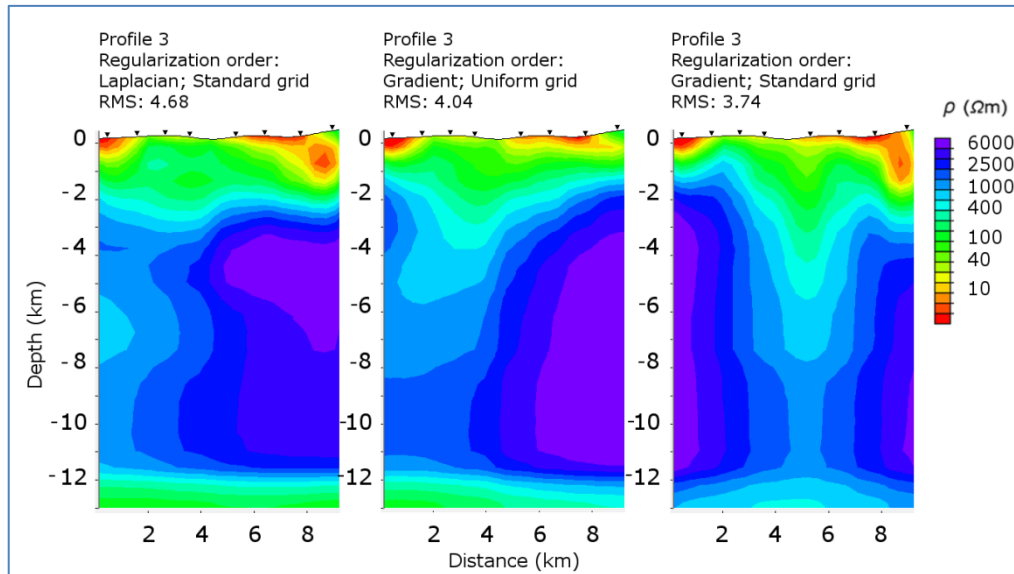 Profile 3
Regularization order:
Laplacian; Standard grid
RMS: 4.68
Profile 3
Regularization order:
Gradient; Uniform grid
RMS: 4.04
Profile 3
Regularization order:
Gradient; Standard grid
RMS: 3.74
ρ (Ωm)
6000
2500
1000
400
100
40
10
Depth (km)
0
-2
-4
-6
-8
-10
-12
0
-2
-4
-6
-8
-10
-12
0
-2
-4
-6
-8
-10
-12
2 4 6 8
2 4 6 8
2 4 6 8
Distance (km)